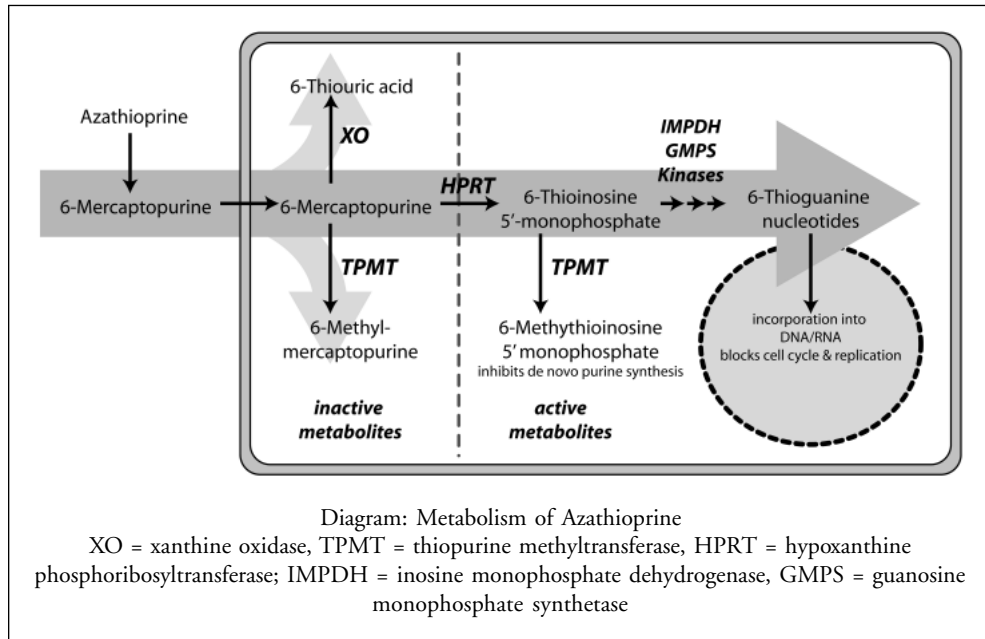 6-Thiouric acid
Azathioprine
XO
IMPDH
GMPS
Kinases
HPRT
6-Mercaptopurine
6-Mercaptopurine
6-Thioinosine
5'-monophosphate
6-Thioguanine
nucleotides
TPMT
TPMT
6-Methyl-
mercaptopurine
6-Methythioinosine
5' monophosphate
inhibits de novo purine synthesis
incorporation into
DNA/RNA
blocks cell cycle & replication
inactive
metabolites
active
metabolites
Diagram: Metabolism of Azathioprine
XO = xanthine oxidase, TPMT = thiopurine methyltransferase, HPRT = hypoxanthine
phosphoribosyltransferase; IMPDH = inosine monophosphate dehydrogenase, GMPS = guanosine
monophosphate synthetase